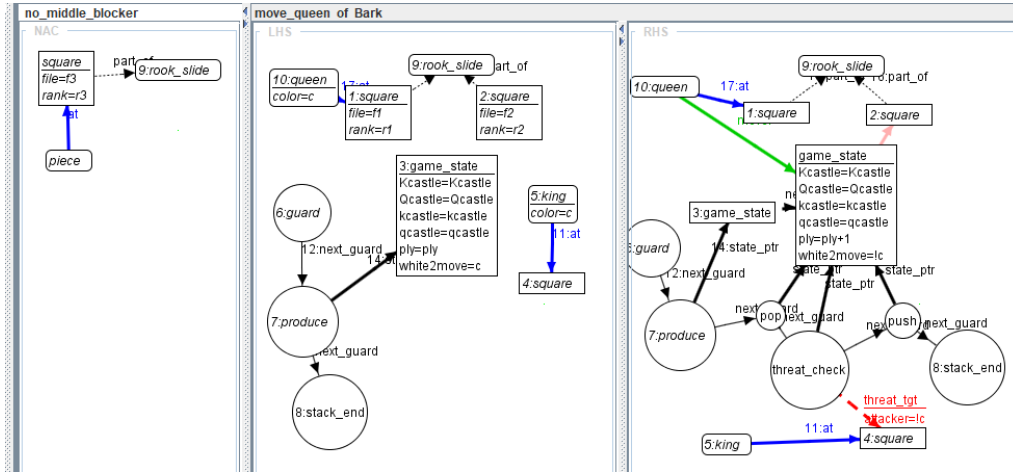 no_middle_blocker
NAC
square
file=f3
rank=r3
part_of
9:rook_slide
at
piece
move_queen of Bark
LHS
9:rook_slide
10:queen
color=c
17:at
part_of
1:square
file=f1
rank=r1
2:square
file=f2
rank=r2
3:game_state
Kcastle=Kcastle
Qcastle=Qcastle
kcastle=kcastle
qcastle=qcastle
ply=ply
white2move=c
5:king
color=c
6:guard
12:next_guard
11:at
4:square
7:produce
next_guard
8:stack_end
RHS
9:rook_slide
10:queen
17:at
part_of
1:square
2:square
game_state
Kcastle=Kcastle
Qcastle=Qcastle
kcastle=kcastle
qcastle=qcastle
ply=ply+1
white2move=!c
3:game_state
:guard
14:state_ptr
12:next_guard
state_ptr
state_ptr
state_ptr
7:produce
pop
next_guard
push
next_guard
threat_check
8:stack_end
threat_tgt
attacker=!c
11:at
5:king
4:square